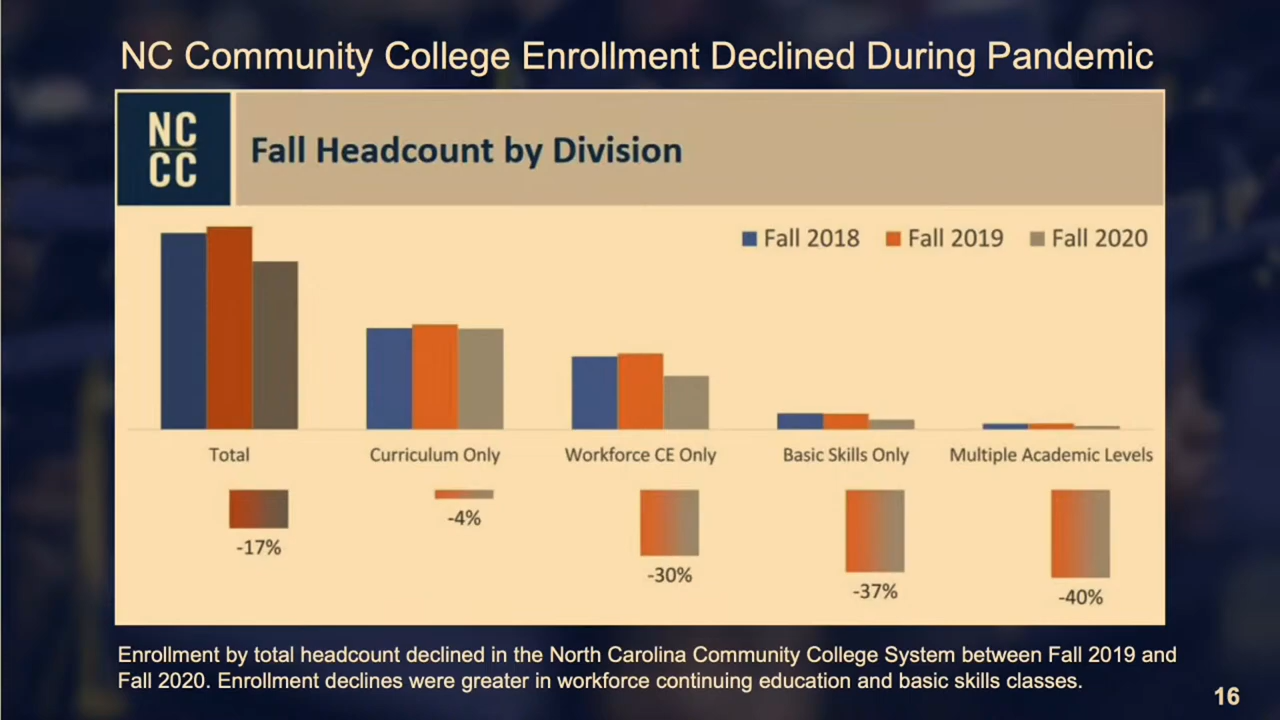 NC Community College Enrollment Declined During Pandemic
NC
CC
Fall Headcount by Division
Fall 2018 Fall 2019 Fall 2020
Total Curriculum Only Workforce CE Only Basic Skills Only Multiple Academic Levels
-17% -4% -30% -37% -40%
Enrollment by total headcount declined in the North Carolina Community College System between Fall 2019 and
Fall 2020. Enrollment declines were greater in workforce continuing education and basic skills classes.
16